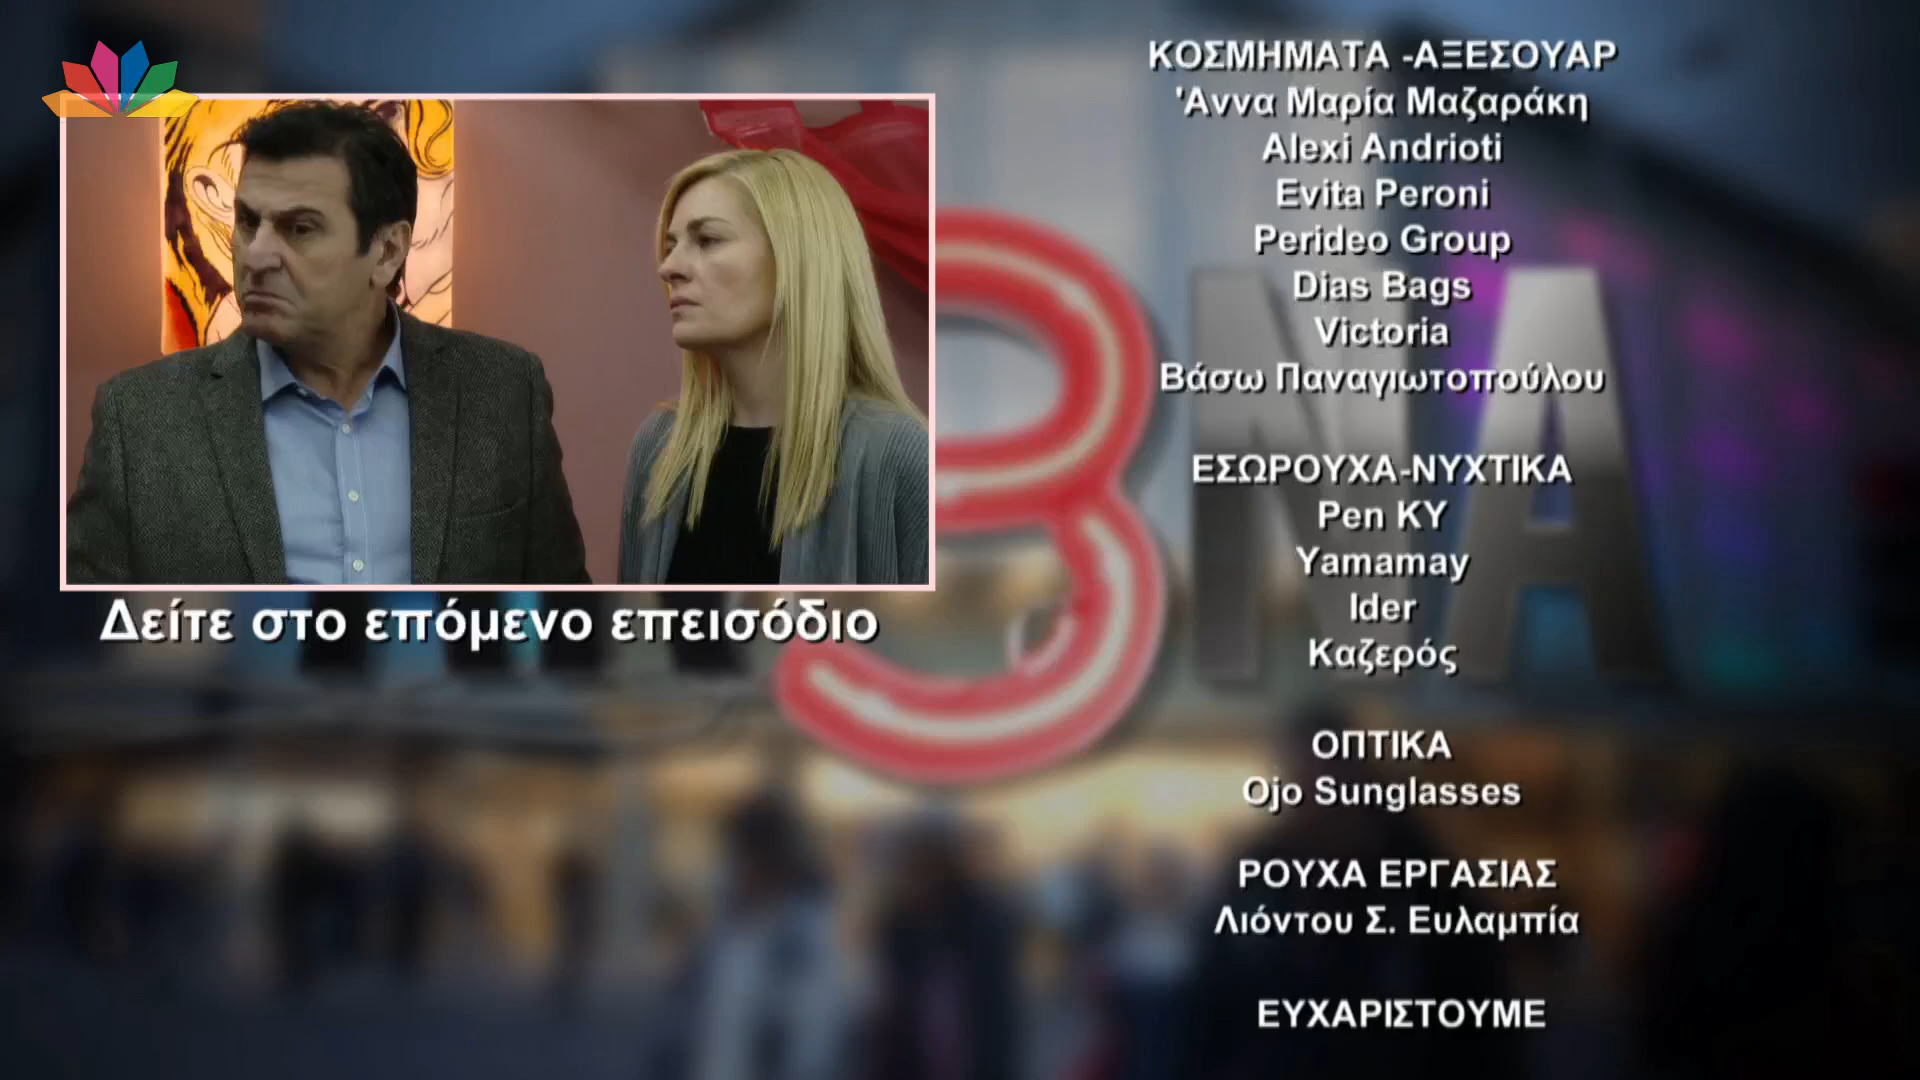 Δείτε στο επόμενο επεισόδιο
ΚΟΣΜΗΜΑΤΑ -ΑΞΕΣΟΥΑΡ
'Αννα Μαρία Μαζαράκη
Alexi Andrioti
Evita Peroni
Perideo Group
Dias Bags
Victoria
Βάσω Παναγιωτοπούλου
ΕΣΩΡΟΥΧΑ-ΝΥΧΤΙΚΑ
Pen KY
Yamamay
Ider
Καζερός
ΟΠΤΙΚΑ
Ojo Sunglasses
ΡΟΥΧΑ ΕΡΓΑΣΙΑΣ
Λιόντου Σ. Ευλαμπία
ΕΥΧΑΡΙΣΤΟΥΜΕ